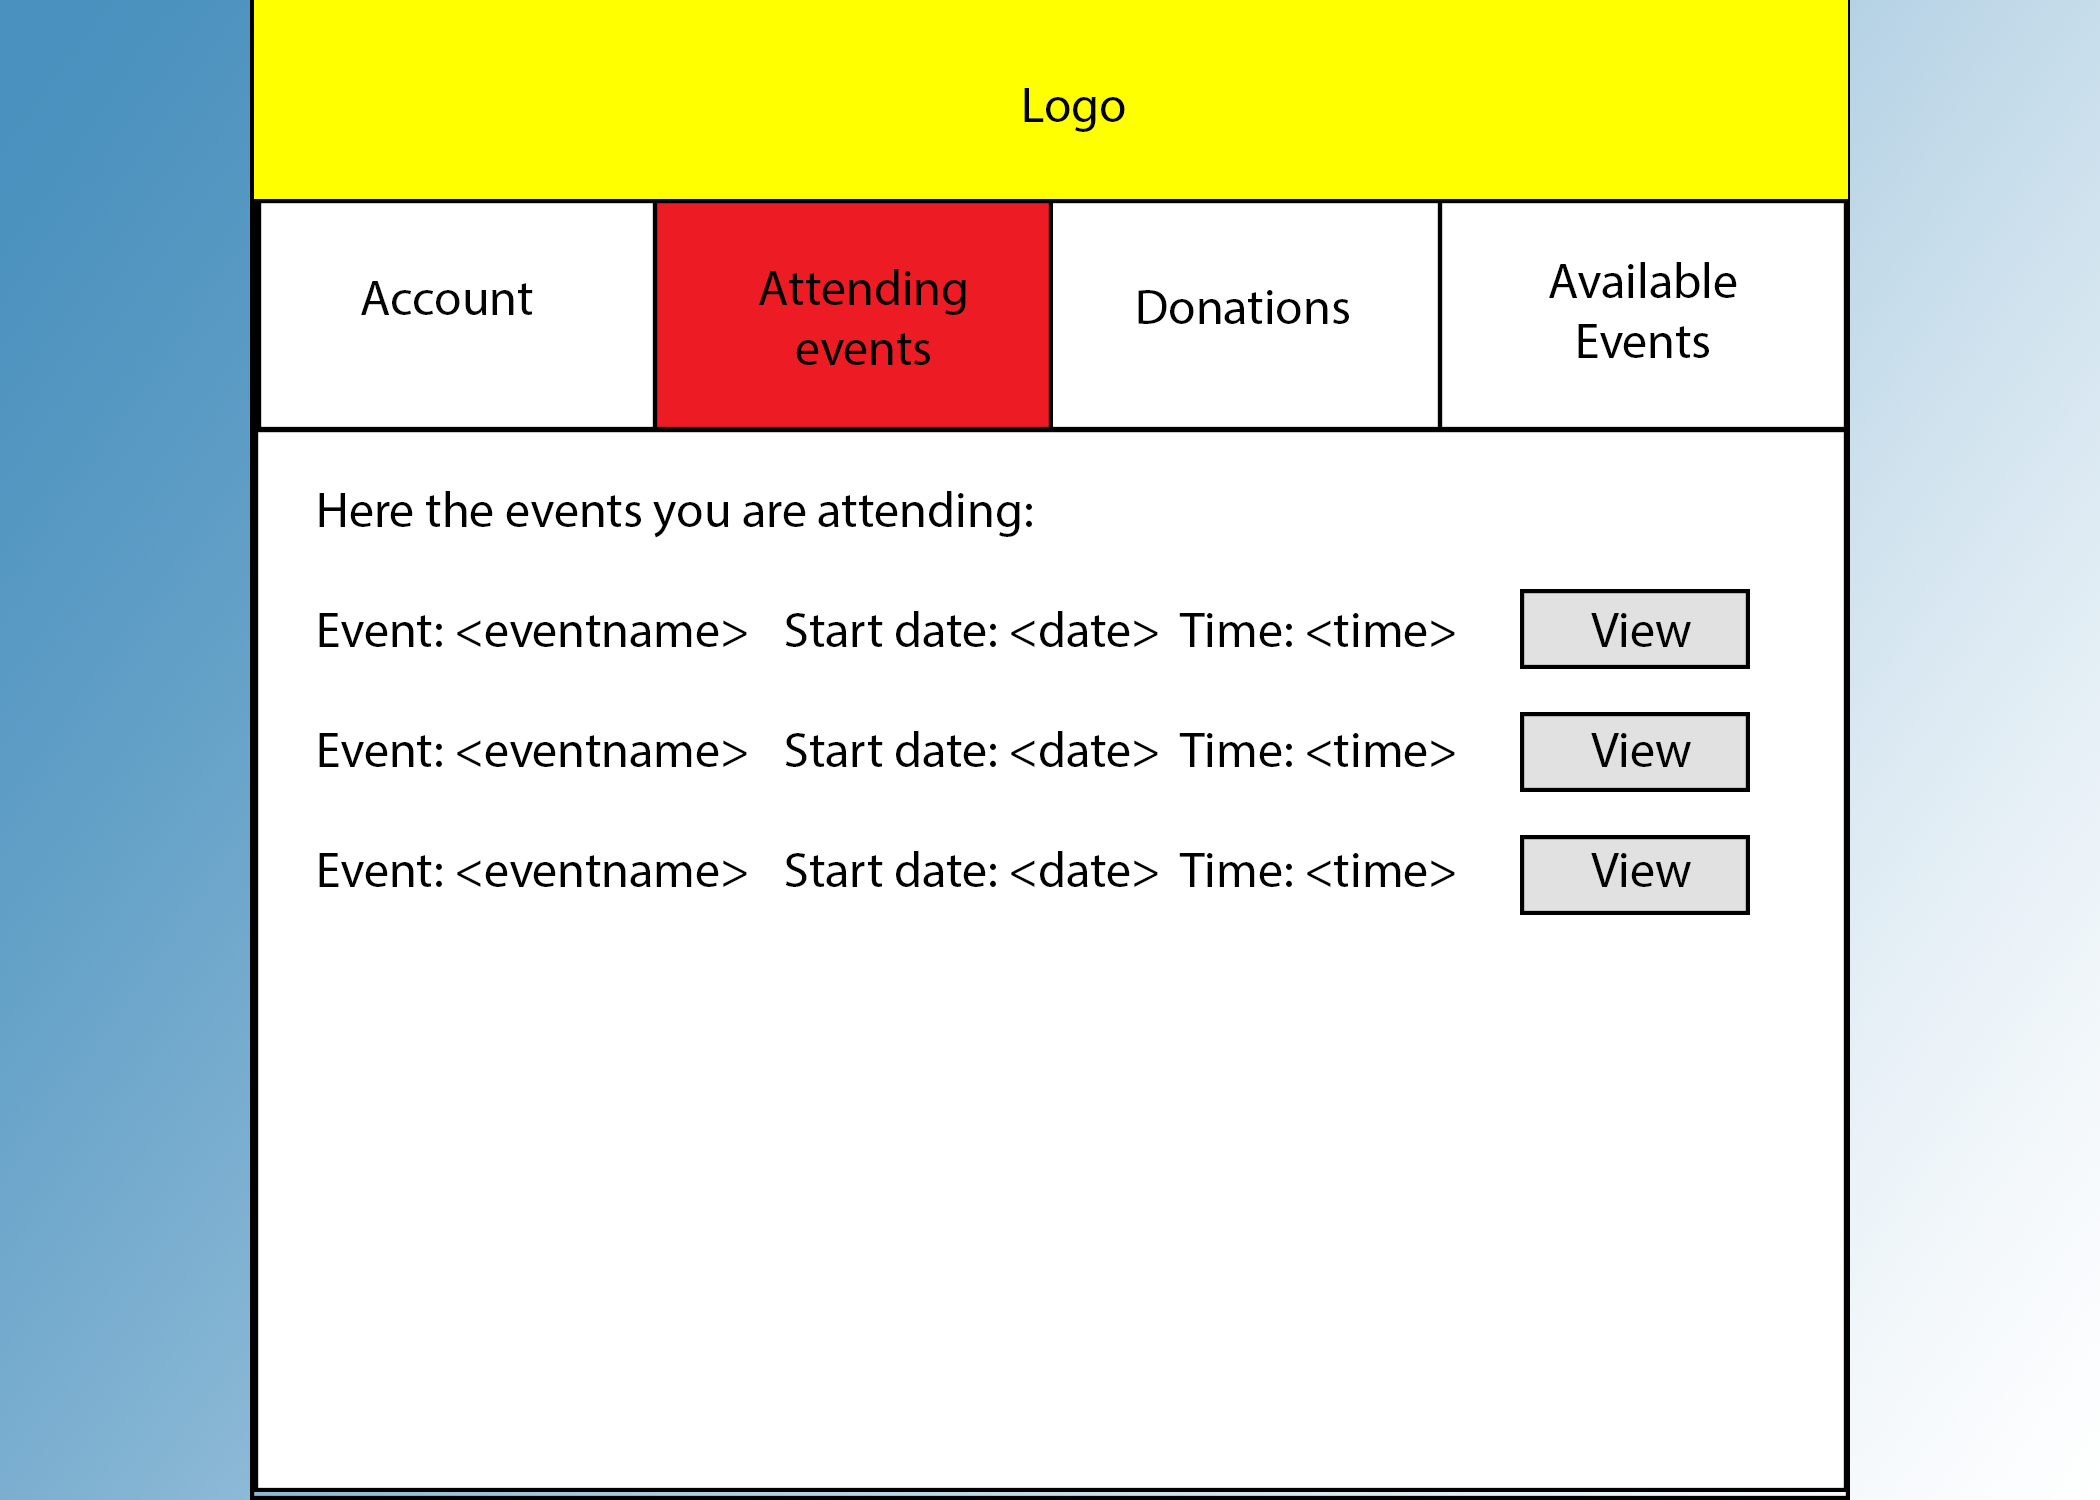 Logo
Account
Attending
events
Donations
Available
Events
Here the events you are attending:
Event: <eventname> Start date: <date> Time: <time> View
Event: <eventname> Start date: <date> Time: <time> View
Event: <eventname> Start date: <date> Time: <time> View